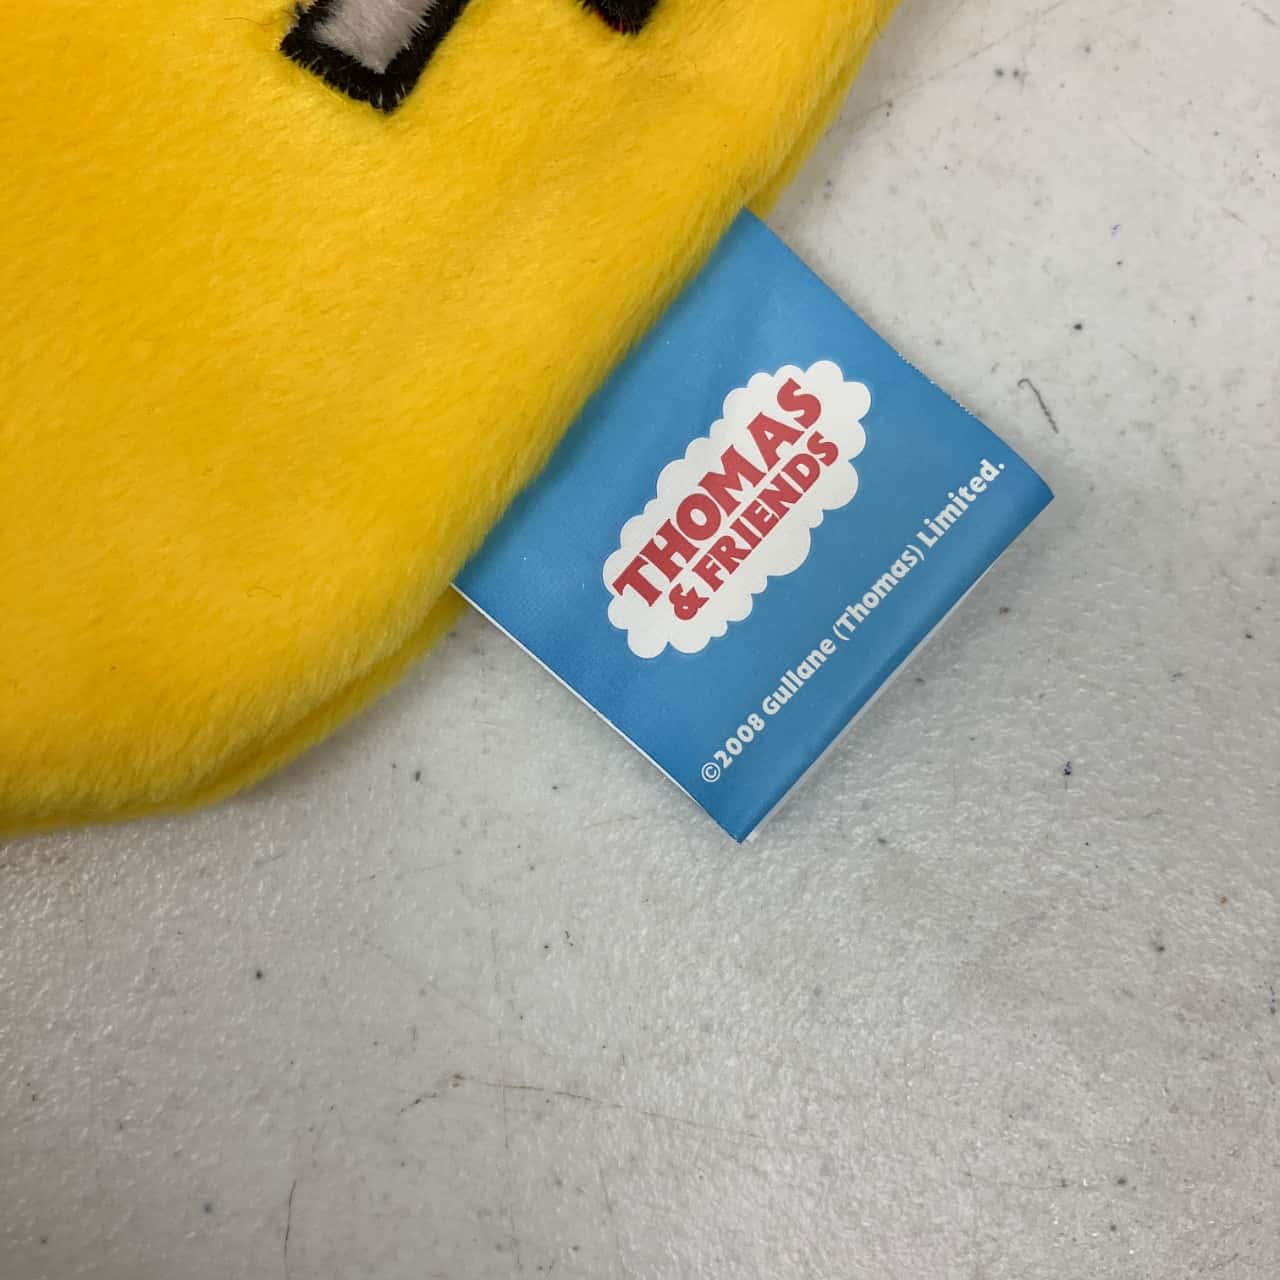 THOMAS
& FRIENDS
©2008 Gullane (Thomas) Limited.